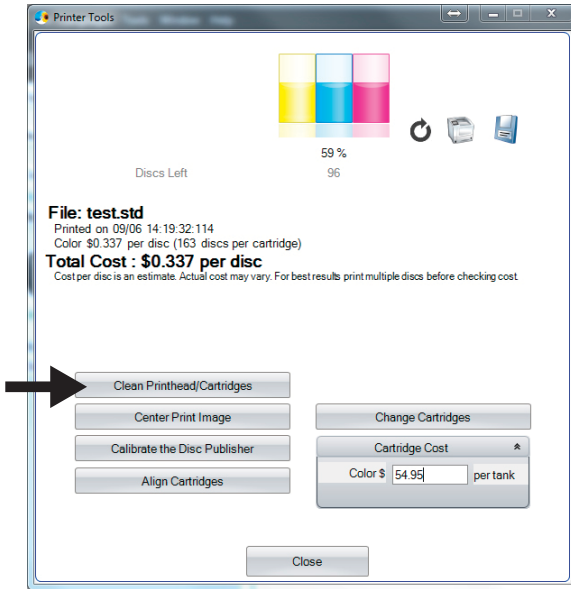 Printer Tools
59 %
Discs Left 96
File: test.std
Printed on 09/06 14:19:32:114
Color $0.337 per disc (163 discs per cartridge)
Total Cost : $0.337 per disc
Cost per disc is an estimate. Actual cost may vary. For best results print multiple discs before checking cost.
Clean Printhead/Cartridges
Center Print Image
Change Cartridges
Calibrate the Disc Publisher
Cartridge Cost
Align Cartridges
Color $ 54.95 per tank
Close